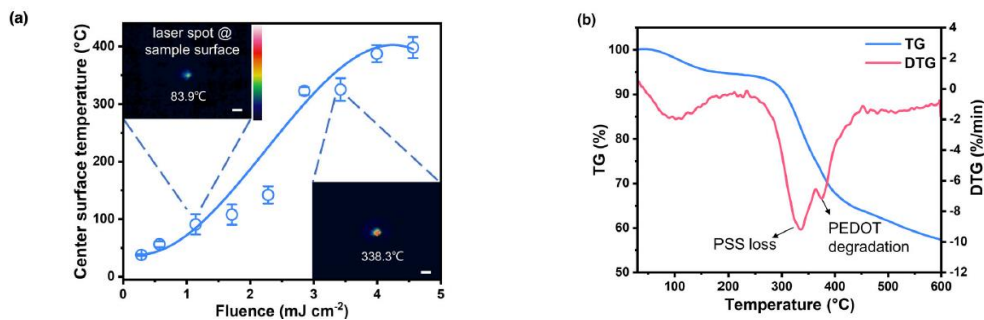 (a)
Center surface temperature (°C)
400
300
200
100
0
laser spot @
sample surface
83.9℃
338.3℃
0 1 2 3 4 5
Fluence (mJ cm⁻²)
(b)
TG (%)
100
90
80
70
60
50
TG
DTG
PSS loss
PEDOT
degradation
4
2
0
-2
-4
-6
-8
-10
-12
DTG (%/min)
100 200 300 400 500 600
Temperature (°C)